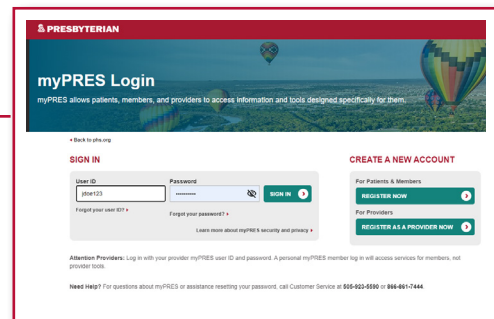 PRESBYTERIAN
myPRES Login
myPRES allows patients, members, and providers to access information and tools designed specifically for them.
Back to phs.org
SIGN IN
User ID
Password
jdoe123
SIGN IN
Forgot your user ID?
Forgot your password?
Learn more about myPRES security and privacy
CREATE A NEW ACCOUNT
For Patients & Members
REGISTER NOW
For Providers
REGISTER AS A PROVIDER NOW
Attention Providers: Log in with your provider myPRES user ID and password. A personal myPRES member log in will access services for members, not
provider tools.
Need Help? For questions about myPRES or assistance resetting your password, call Customer Service at 505-923-5590 or 866-861-7444.